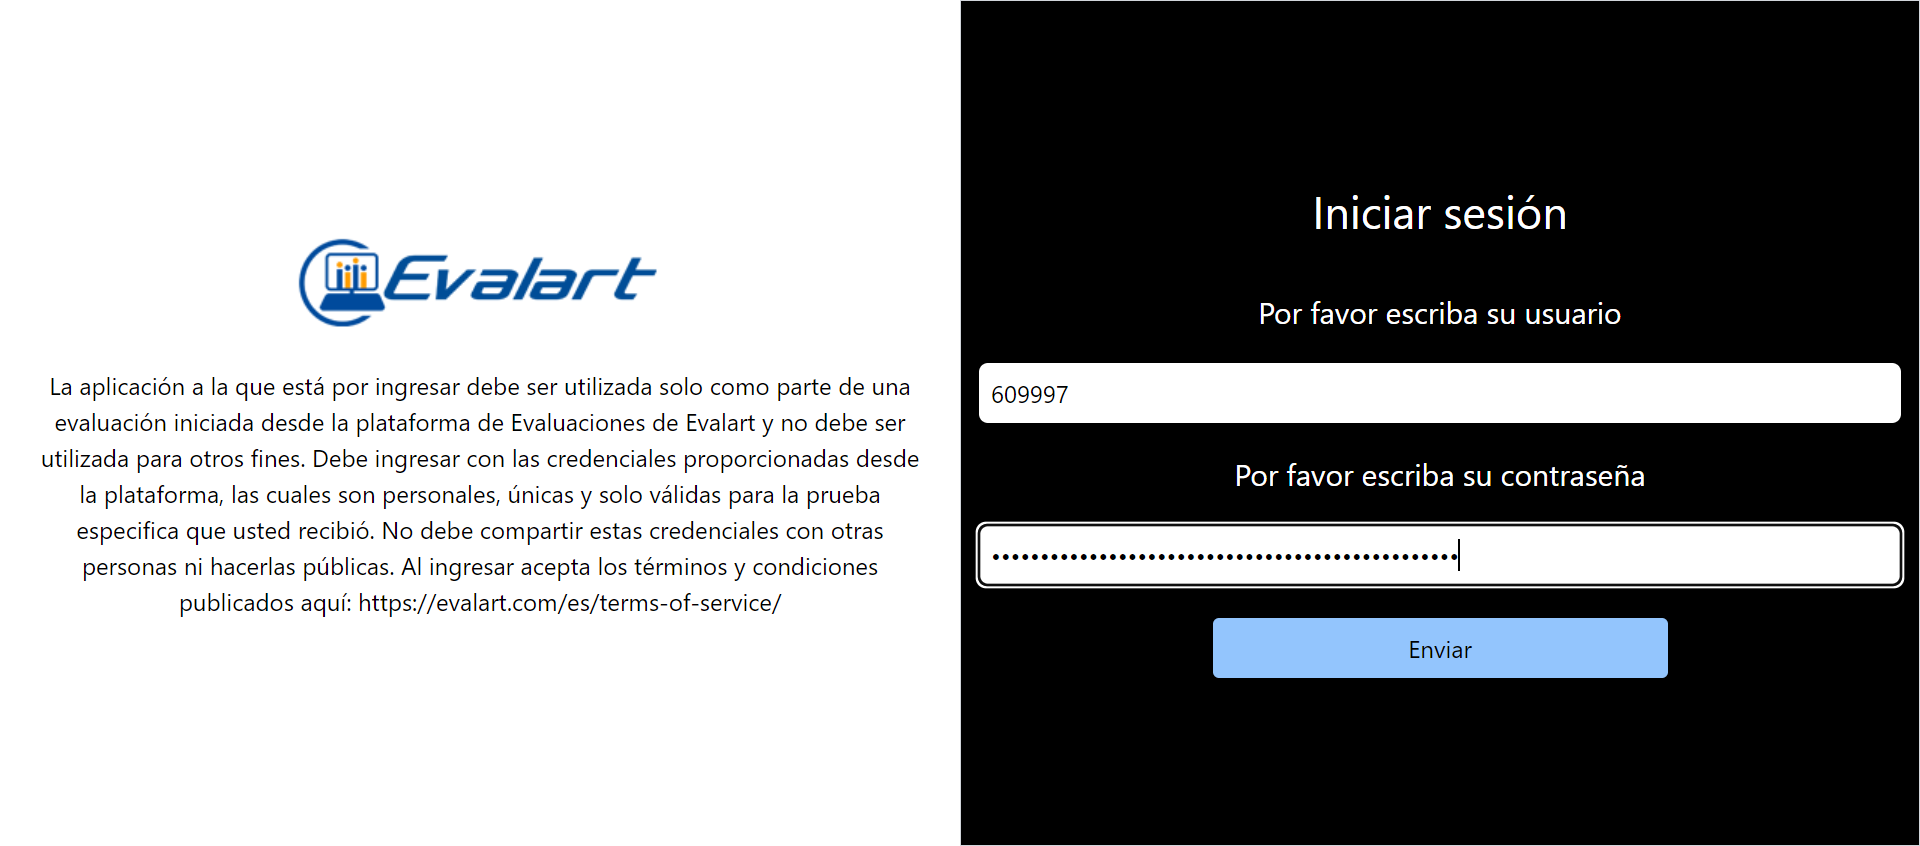 Evalart
La aplicación a la que está por ingresar debe ser utilizada solo como parte de una
evaluación iniciada desde la plataforma de Evaluaciones de Evalart y no debe ser
utilizada para otros fines. Debe ingresar con las credenciales proporcionadas desde
la plataforma, las cuales son personales, únicas y solo válidas para la prueba
especifica que usted recibió. No debe compartir estas credenciales con otras
personas ni hacerlas públicas. Al ingresar acepta los términos y condiciones
publicados aquí: https://evalart.com/es/terms-of-service/
Iniciar sesión
Por favor escriba su usuario
609997
Por favor escriba su contraseña
Enviar